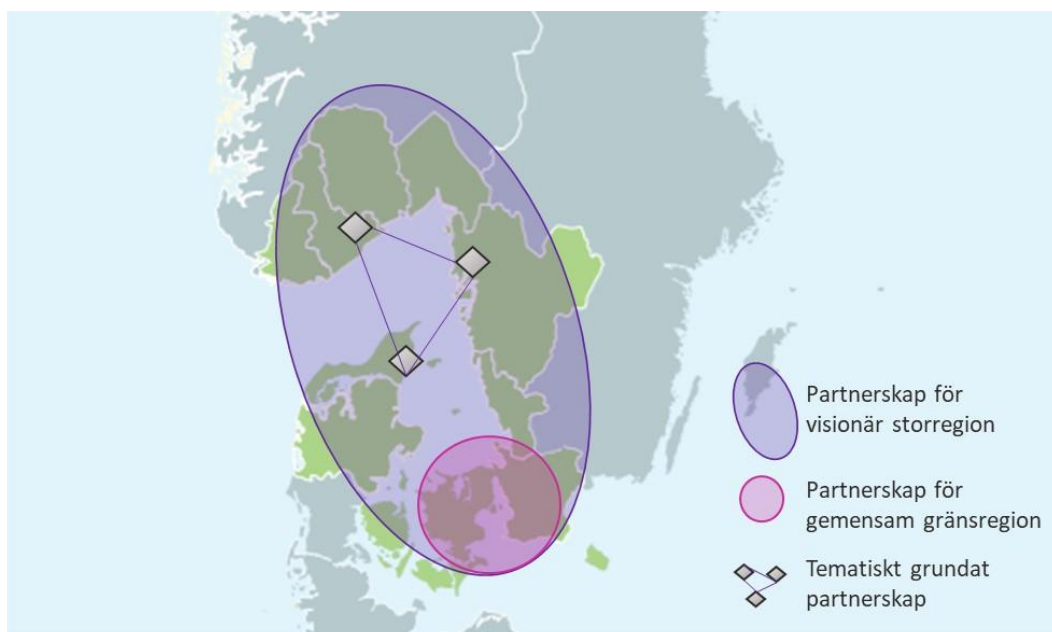 Partnerskap för
visionär storregion
Partnerskap för
gemensam gränsregion
Tematiskt grundat
partnerskap